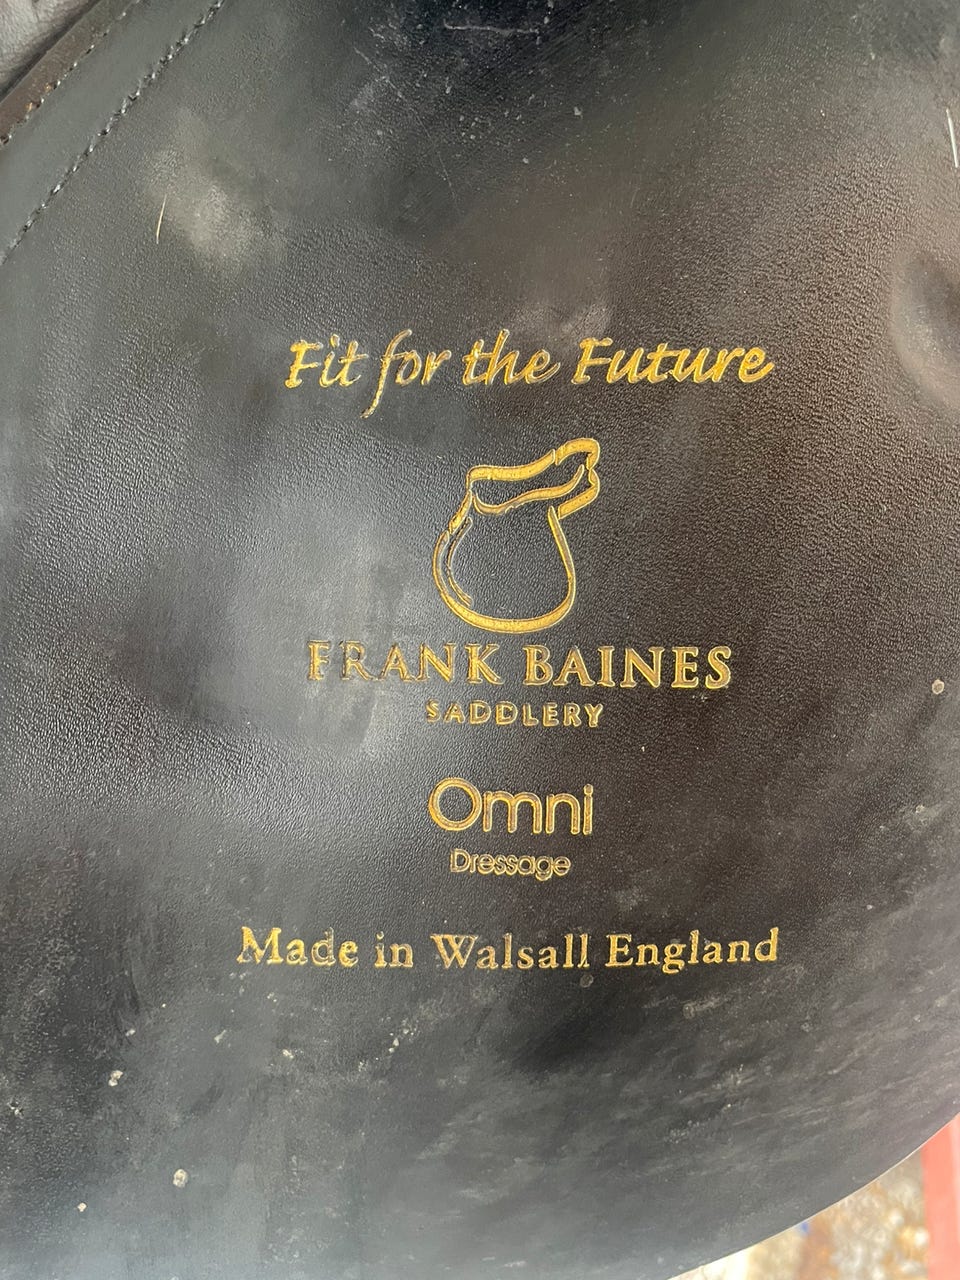 Fit for the Future
FRANK BAINES
SADDLERY
Omni
Dressage
Made in Walsall England